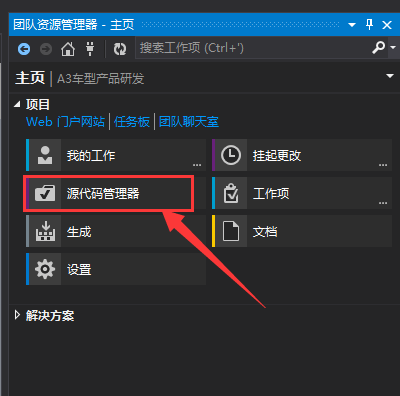 团队资源管理器 - 主页
搜索工作项 (Ctrl+')
主页 | A3车型产品研发
项目
Web 门户网站 | 任务板 | 团队聊天室
我的工作 ... 挂起更改 ...
源代码管理器 工作项 ...
生成 文档
设置
解决方案